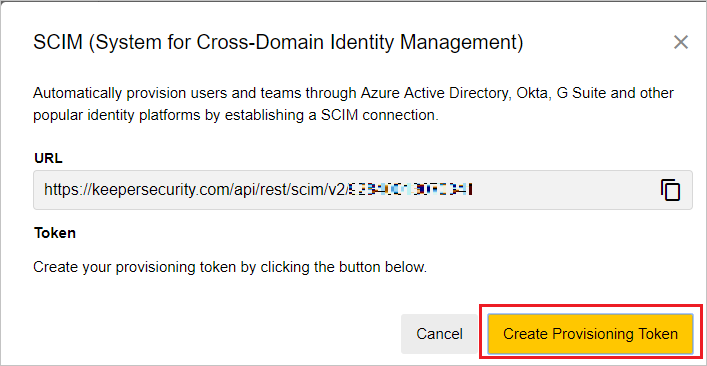 SCIM (System for Cross-Domain Identity Management)
Automatically provision users and teams through Azure Active Directory, Okta, G Suite and other
popular identity platforms by establishing a SCIM connection.
URL
https://keepersecurity.com/api/rest/scim/v2/
Token
Create your provisioning token by clicking the button below.
Cancel
Create Provisioning Token